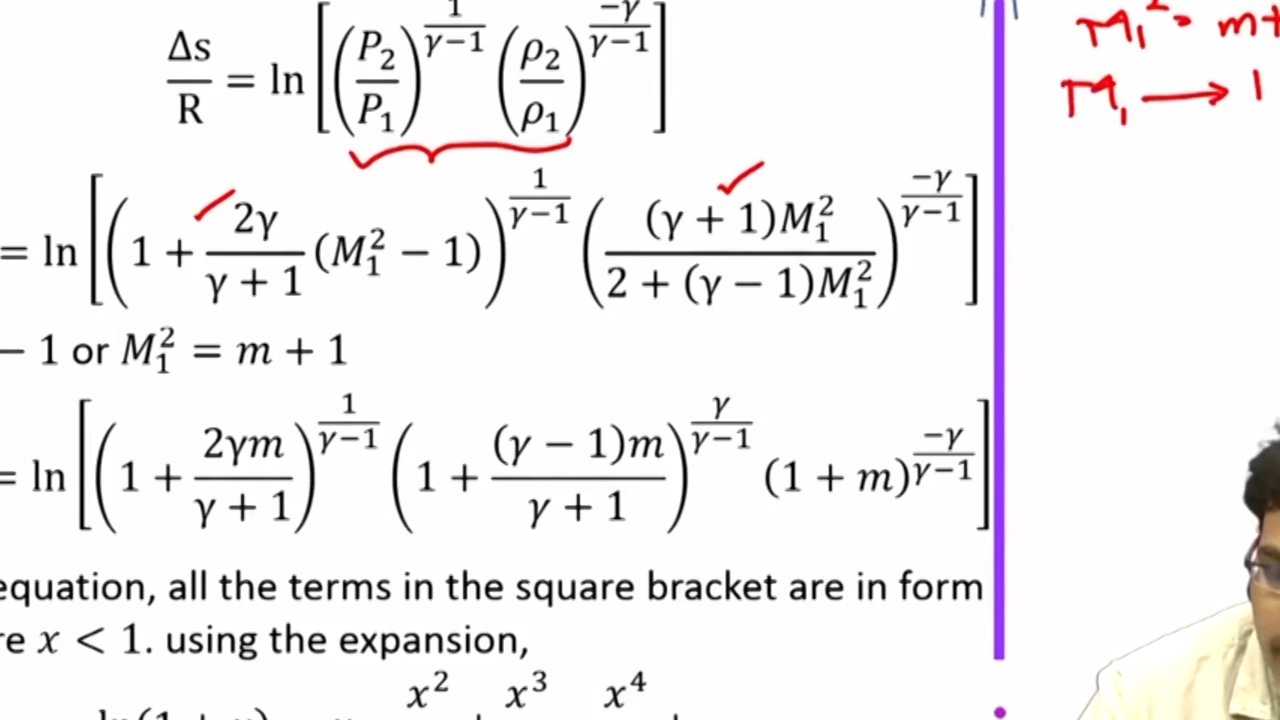 Δs/R = ln[(P₂/P₁)^(1/(γ−1)) (ρ₂/ρ₁)^(−γ/(γ−1))]
M₁² = m+
M₁ ⟶ 1
= ln[(1 + 2γ/(γ + 1) (M₁² − 1))^(1/(γ−1)) ((γ + 1)M₁²/(2 + (γ − 1)M₁²))^(−γ/(γ−1))]
− 1 or M₁² = m + 1
= ln[(1 + 2γm/(γ + 1))^(1/(γ−1)) (1 + (γ − 1)m/(γ + 1))^(γ/(γ−1)) (1 + m)^(−γ/(γ−1))]
equation, all the terms in the square bracket are in form
re x < 1. using the expansion,
x² x³ x⁴